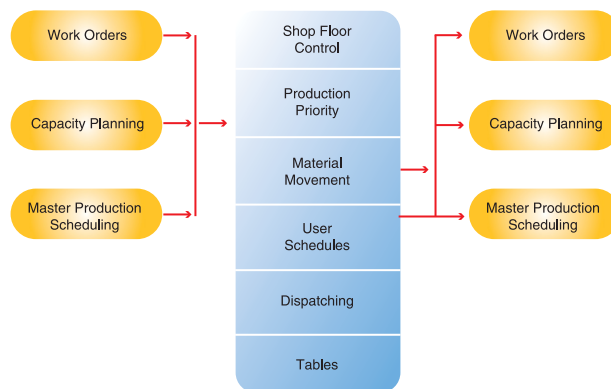 Work Orders
Capacity Planning
Master Production
Scheduling
Shop Floor
Control
Production
Priority
Material
Movement
User
Schedules
Dispatching
Tables
Work Orders
Capacity Planning
Master Production
Scheduling